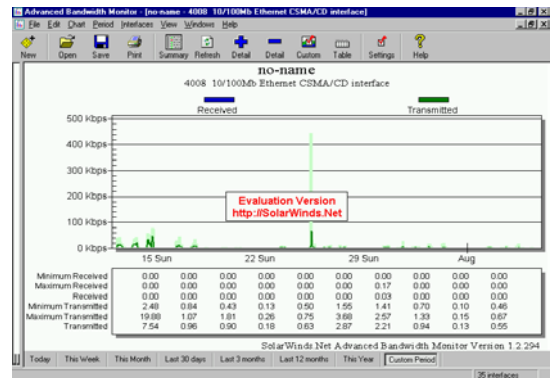 Advanced Bandwidth Monitor - [no-name - 4008 10/100Mb Ethernet CSMA/CD interface]
File Edit Chart Period Interfaces View Windows Help
New Open Save Print Summary Refresh Detail Detail Custom Table Settings Help
no-name
4008 10/100Mb Ethernet CSMA/CD interface
Received Transmitted
500 Kbps
400 Kbps
300 Kbps
200 Kbps
100 Kbps
0 Kbps
Evaluation Version
http://SolarWinds.Net
15 Sun 22 Sun 29 Sun Aug
Minimum Received 0.00 0.00 0.00 0.00 0.00 0.00 0.00 0.00 0.00 0.00
Maximum Received 0.00 0.00 0.00 0.00 0.00 0.00 0.17 0.00 0.00 0.00
Received 0.00 0.00 0.00 0.00 0.00 0.00 0.03 0.00 0.00 0.00
Minimum Transmitted 2.48 0.84 0.43 0.13 0.50 1.55 1.41 0.70 0.10 0.46
Maximum Transmitted 19.88 1.07 1.81 0.26 0.75 3.68 2.57 1.33 0.15 0.67
Transmitted 7.54 0.96 0.90 0.18 0.63 2.87 2.21 0.94 0.13 0.55
SolarWinds.Net Advanced Bandwidth Monitor Version 1.2.294
Today This Week This Month Last 30 days Last 3 months Last 12 months This Year Custom Period
35 interfaces